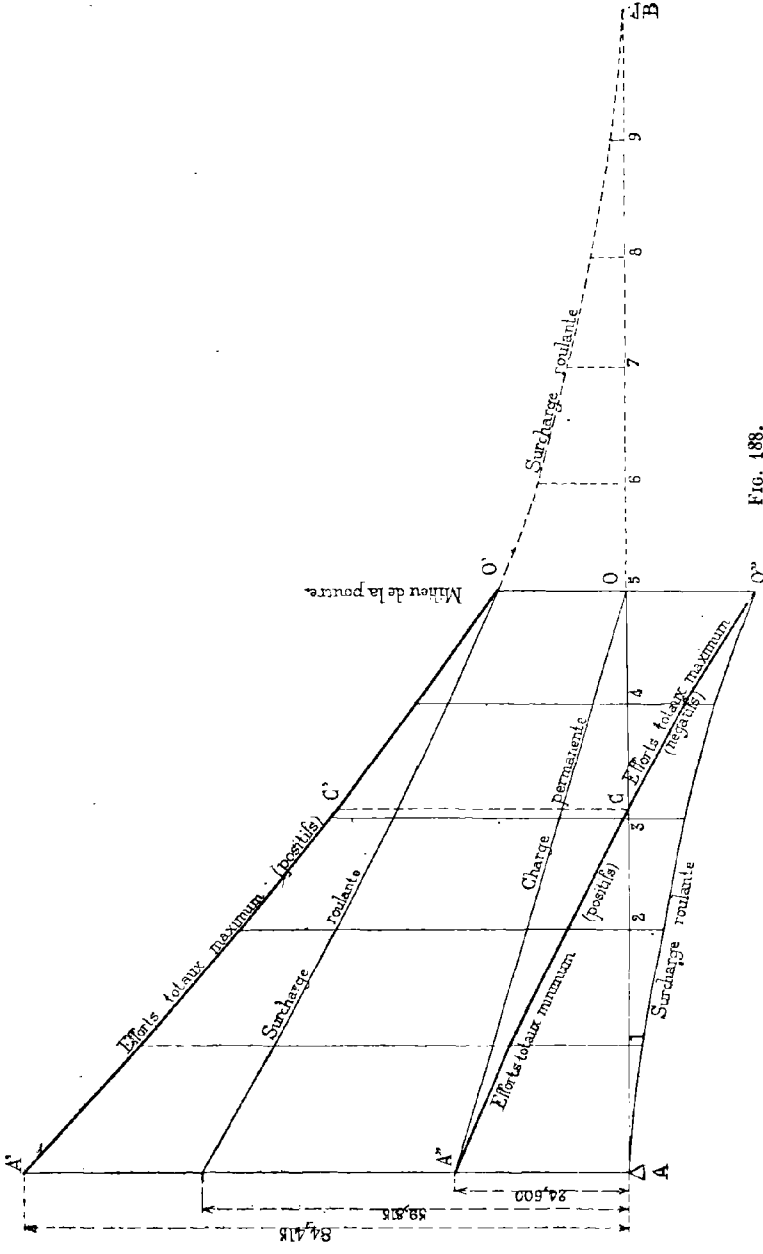 A'
Efforts totaux maximum (positifs)
C'
Milieu de la poutre.
O'
Surcharge roulante
Surcharge roulante
A"
Charge permanente
Efforts totaux minimum (positifs)
Efforts totaux maximum (négatifs)
Surcharge roulante
84,415
59,815
24,600
A
1
2
3
C
4
5
O
6
7
8
9
B
O"
FIG. 188.